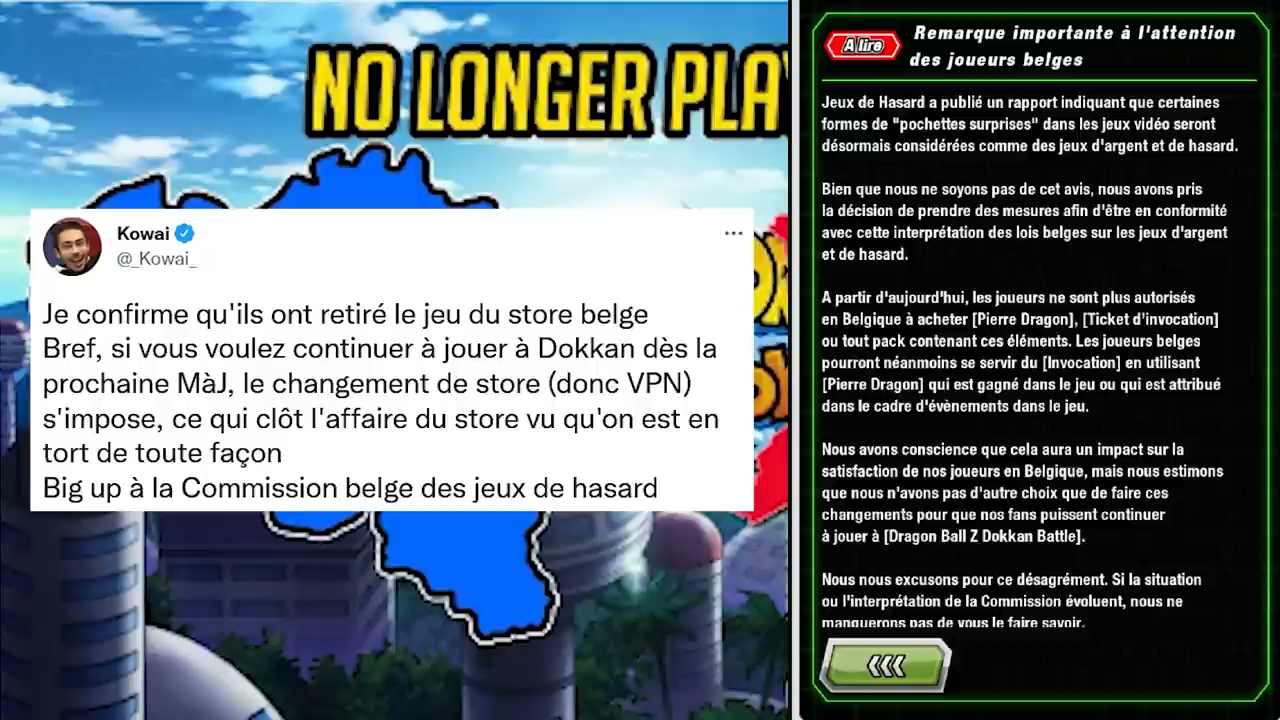 NO LONGER PLA
Kowai
@_Kowai_
Je confirme qu'ils ont retiré le jeu du store belge
Bref, si vous voulez continuer à jouer à Dokkan dès la
prochaine MàJ, le changement de store (donc VPN)
s'impose, ce qui clôt l'affaire du store vu qu'on est en
tort de toute façon
Big up à la Commission belge des jeux de hasard
A lire
Remarque importante à l'attention
des joueurs belges
Jeux de Hasard a publié un rapport indiquant que certaines
formes de "pochettes surprises" dans les jeux vidéo seront
désormais considérées comme des jeux d'argent et de hasard.
Bien que nous ne soyons pas de cet avis, nous avons pris
la décision de prendre des mesures afin d'être en conformité
avec cette interprétation des lois belges sur les jeux d'argent
et de hasard.
A partir d'aujourd'hui, les joueurs ne sont plus autorisés
en Belgique à acheter [Pierre Dragon], [Ticket d'invocation]
ou tout pack contenant ces éléments. Les joueurs belges
pourront néanmoins se servir du [Invocation] en utilisant
[Pierre Dragon] qui est gagné dans le jeu ou qui est attribué
dans le cadre d'évènements dans le jeu.
Nous avons conscience que cela aura un impact sur la
satisfaction de nos joueurs en Belgique, mais nous estimons
que nous n'avons pas d'autre choix que de faire ces
changements pour que nos fans puissent continuer
à jouer à [Dragon Ball Z Dokkan Battle].
Nous nous excusons pour ce désagrément. Si la situation
ou l'interprétation de la Commission évoluent, nous ne
manquerons pas de vous le faire savoir.